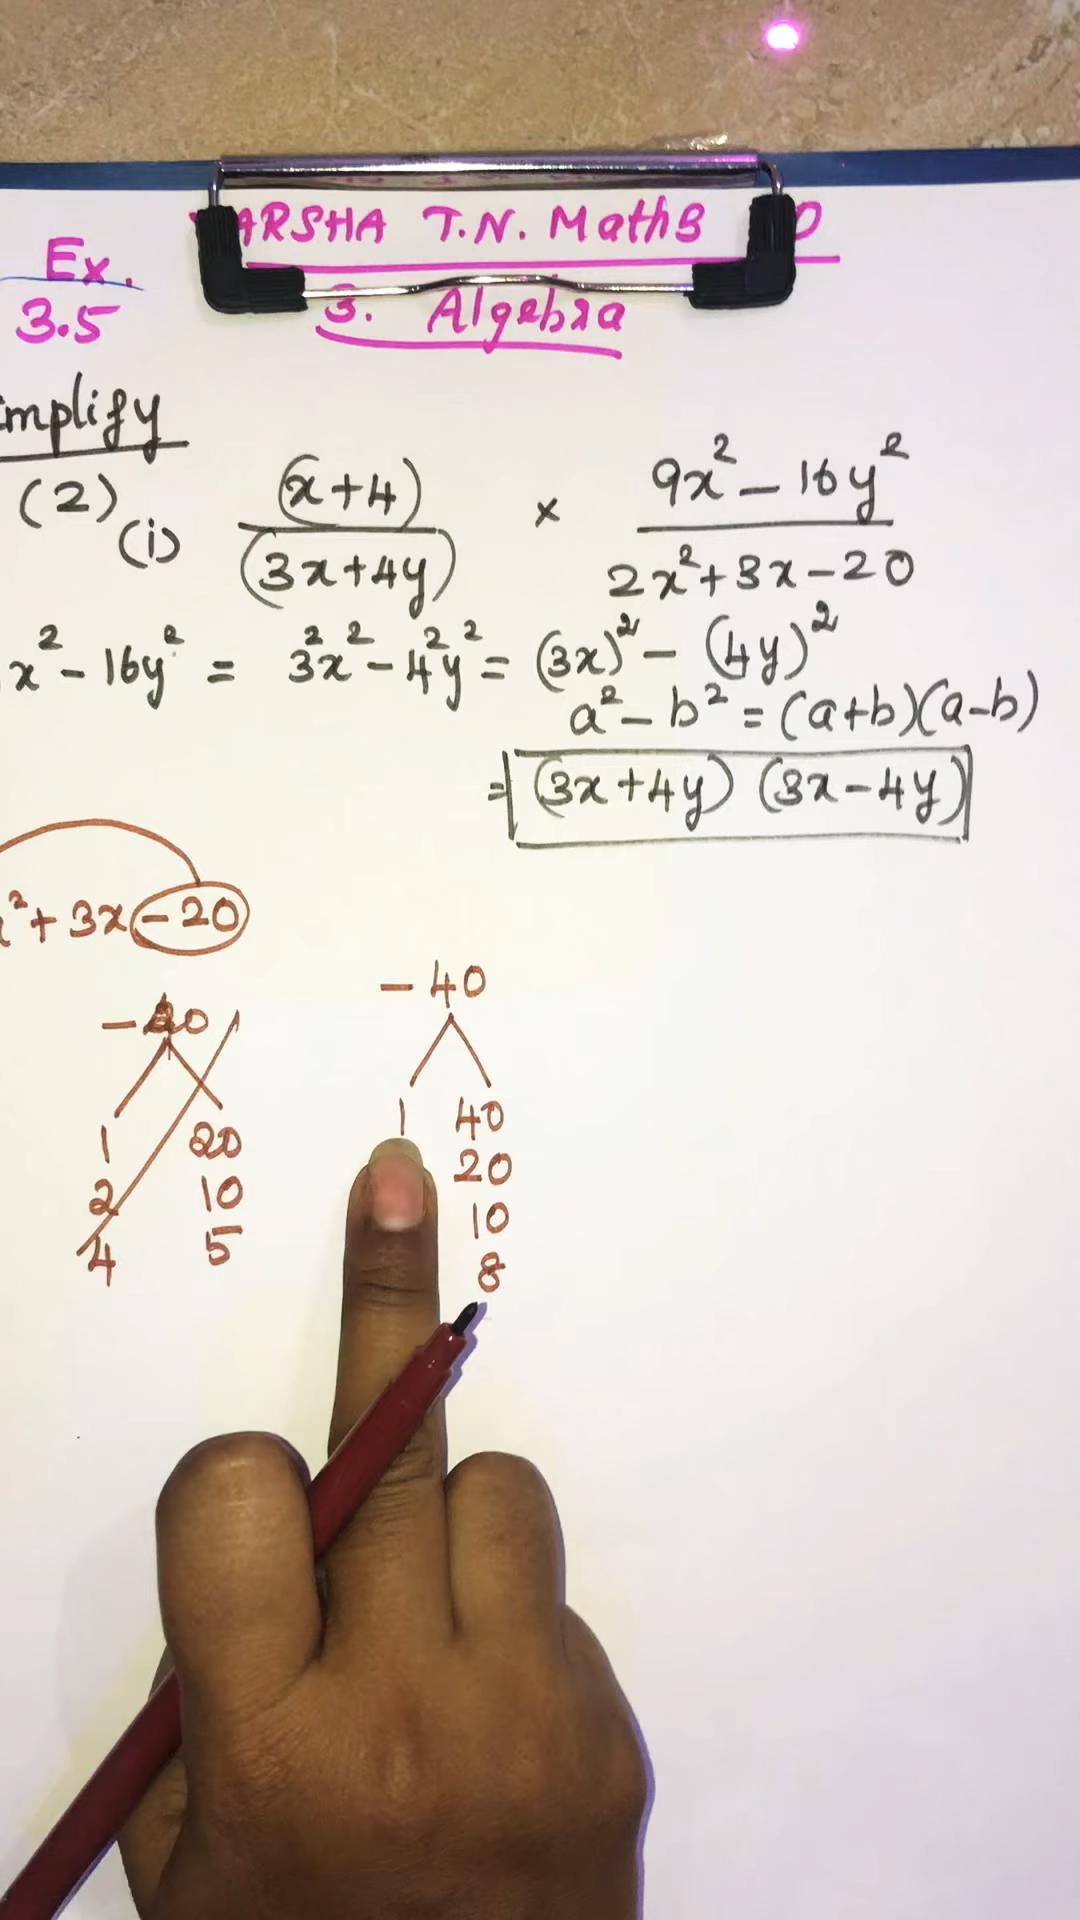 ARSHA T.N. Maths
Ex. 3.5
3. Algebra
implify
(2) (i) (x+4)/(3x+4y) × 9x²-16y²/2x²+3x-20
x²-16y² = 3²x²-4²y² = (3x)²-(4y)²
a²-b² = (a+b)(a-b)
= (3x+4y) (3x-4y)
x²+3x-20
-40
1 20
2 10
4 5
-40
1 40
20
10
8